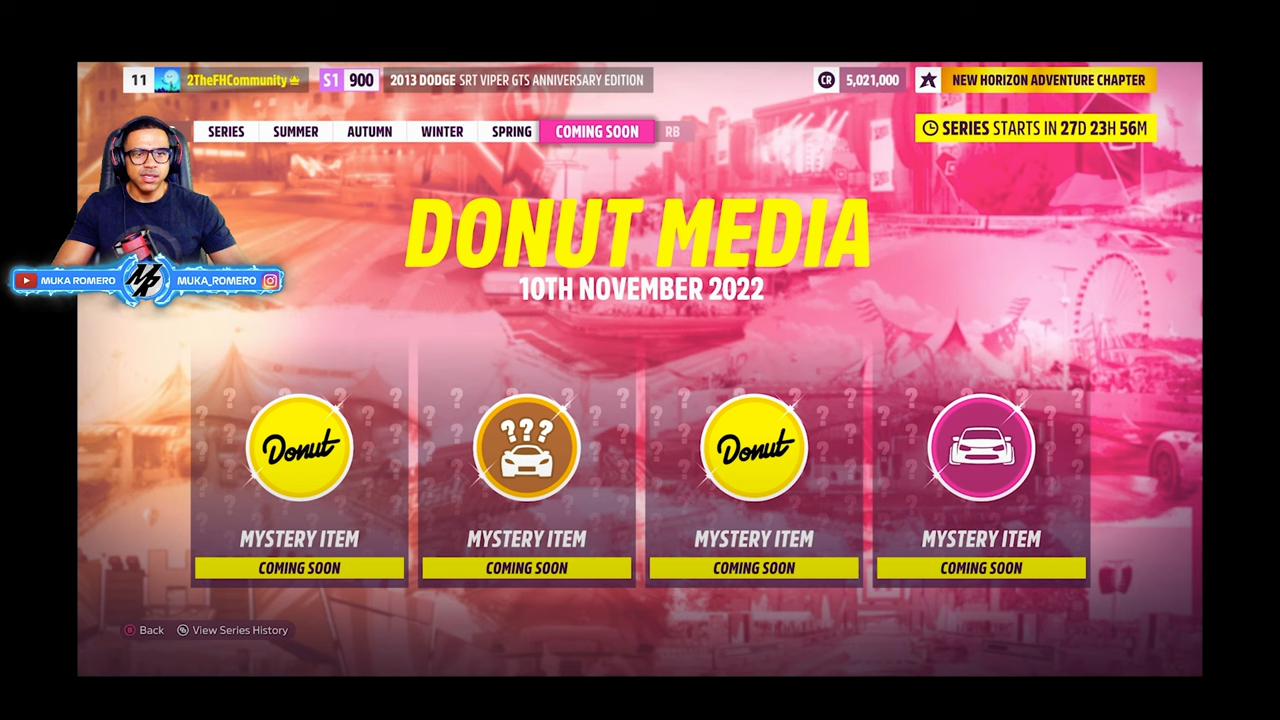 11 2TheFHCommunity S1 900 2013 DODGE SRT VIPER GTS ANNIVERSARY EDITION CR 5,021,000 NEW HORIZON ADVENTURE CHAPTER
SERIES SUMMER AUTUMN WINTER SPRING COMING SOON RB SERIES STARTS IN 27D 23H 56M
DONUT MEDIA
10TH NOVEMBER 2022
MUKA ROMERO MR MUKA_ROMERO
Donut ??? Donut
MYSTERY ITEM MYSTERY ITEM MYSTERY ITEM MYSTERY ITEM
COMING SOON COMING SOON COMING SOON COMING SOON
B Back View Series History